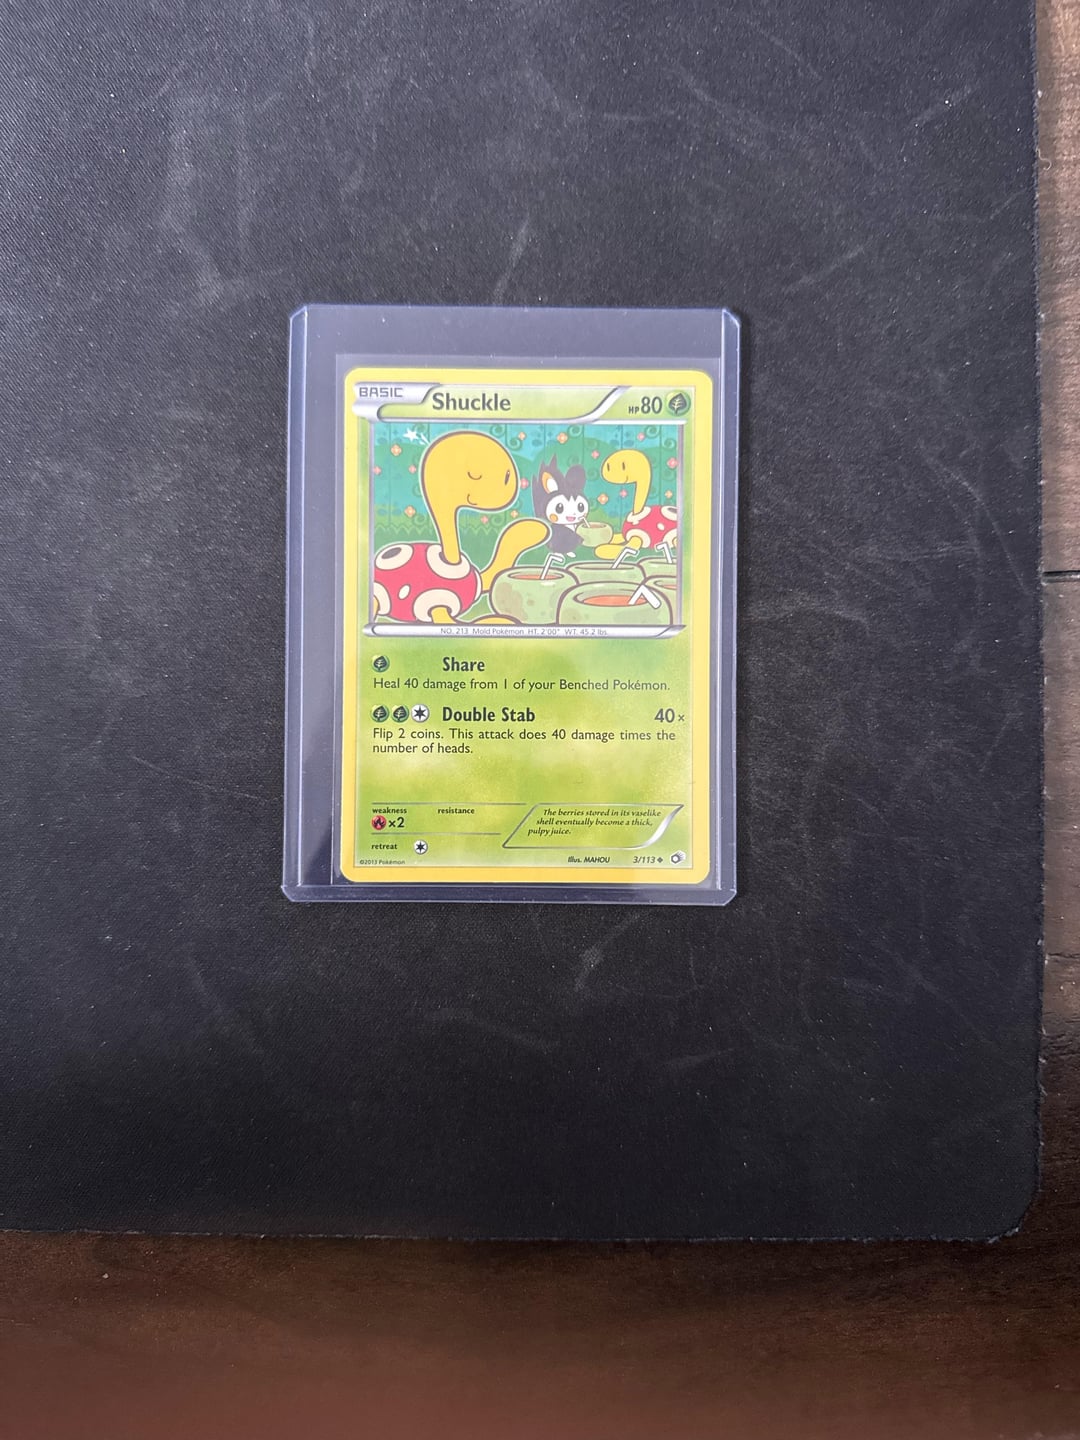 BASIC
Shuckle
HP 80
NO. 213 Mold Pokémon HT. 2'00" WT. 45.2 lbs.
Share
Heal 40 damage from 1 of your Benched Pokémon.
Double Stab 40×
Flip 2 coins. This attack does 40 damage times the
number of heads.
weakness
×2
resistance
The berries stored in its vaselike
shell eventually become a thick,
pulpy juice.
retreat
©2013 Pokémon
Illus. MAHOU
3/113